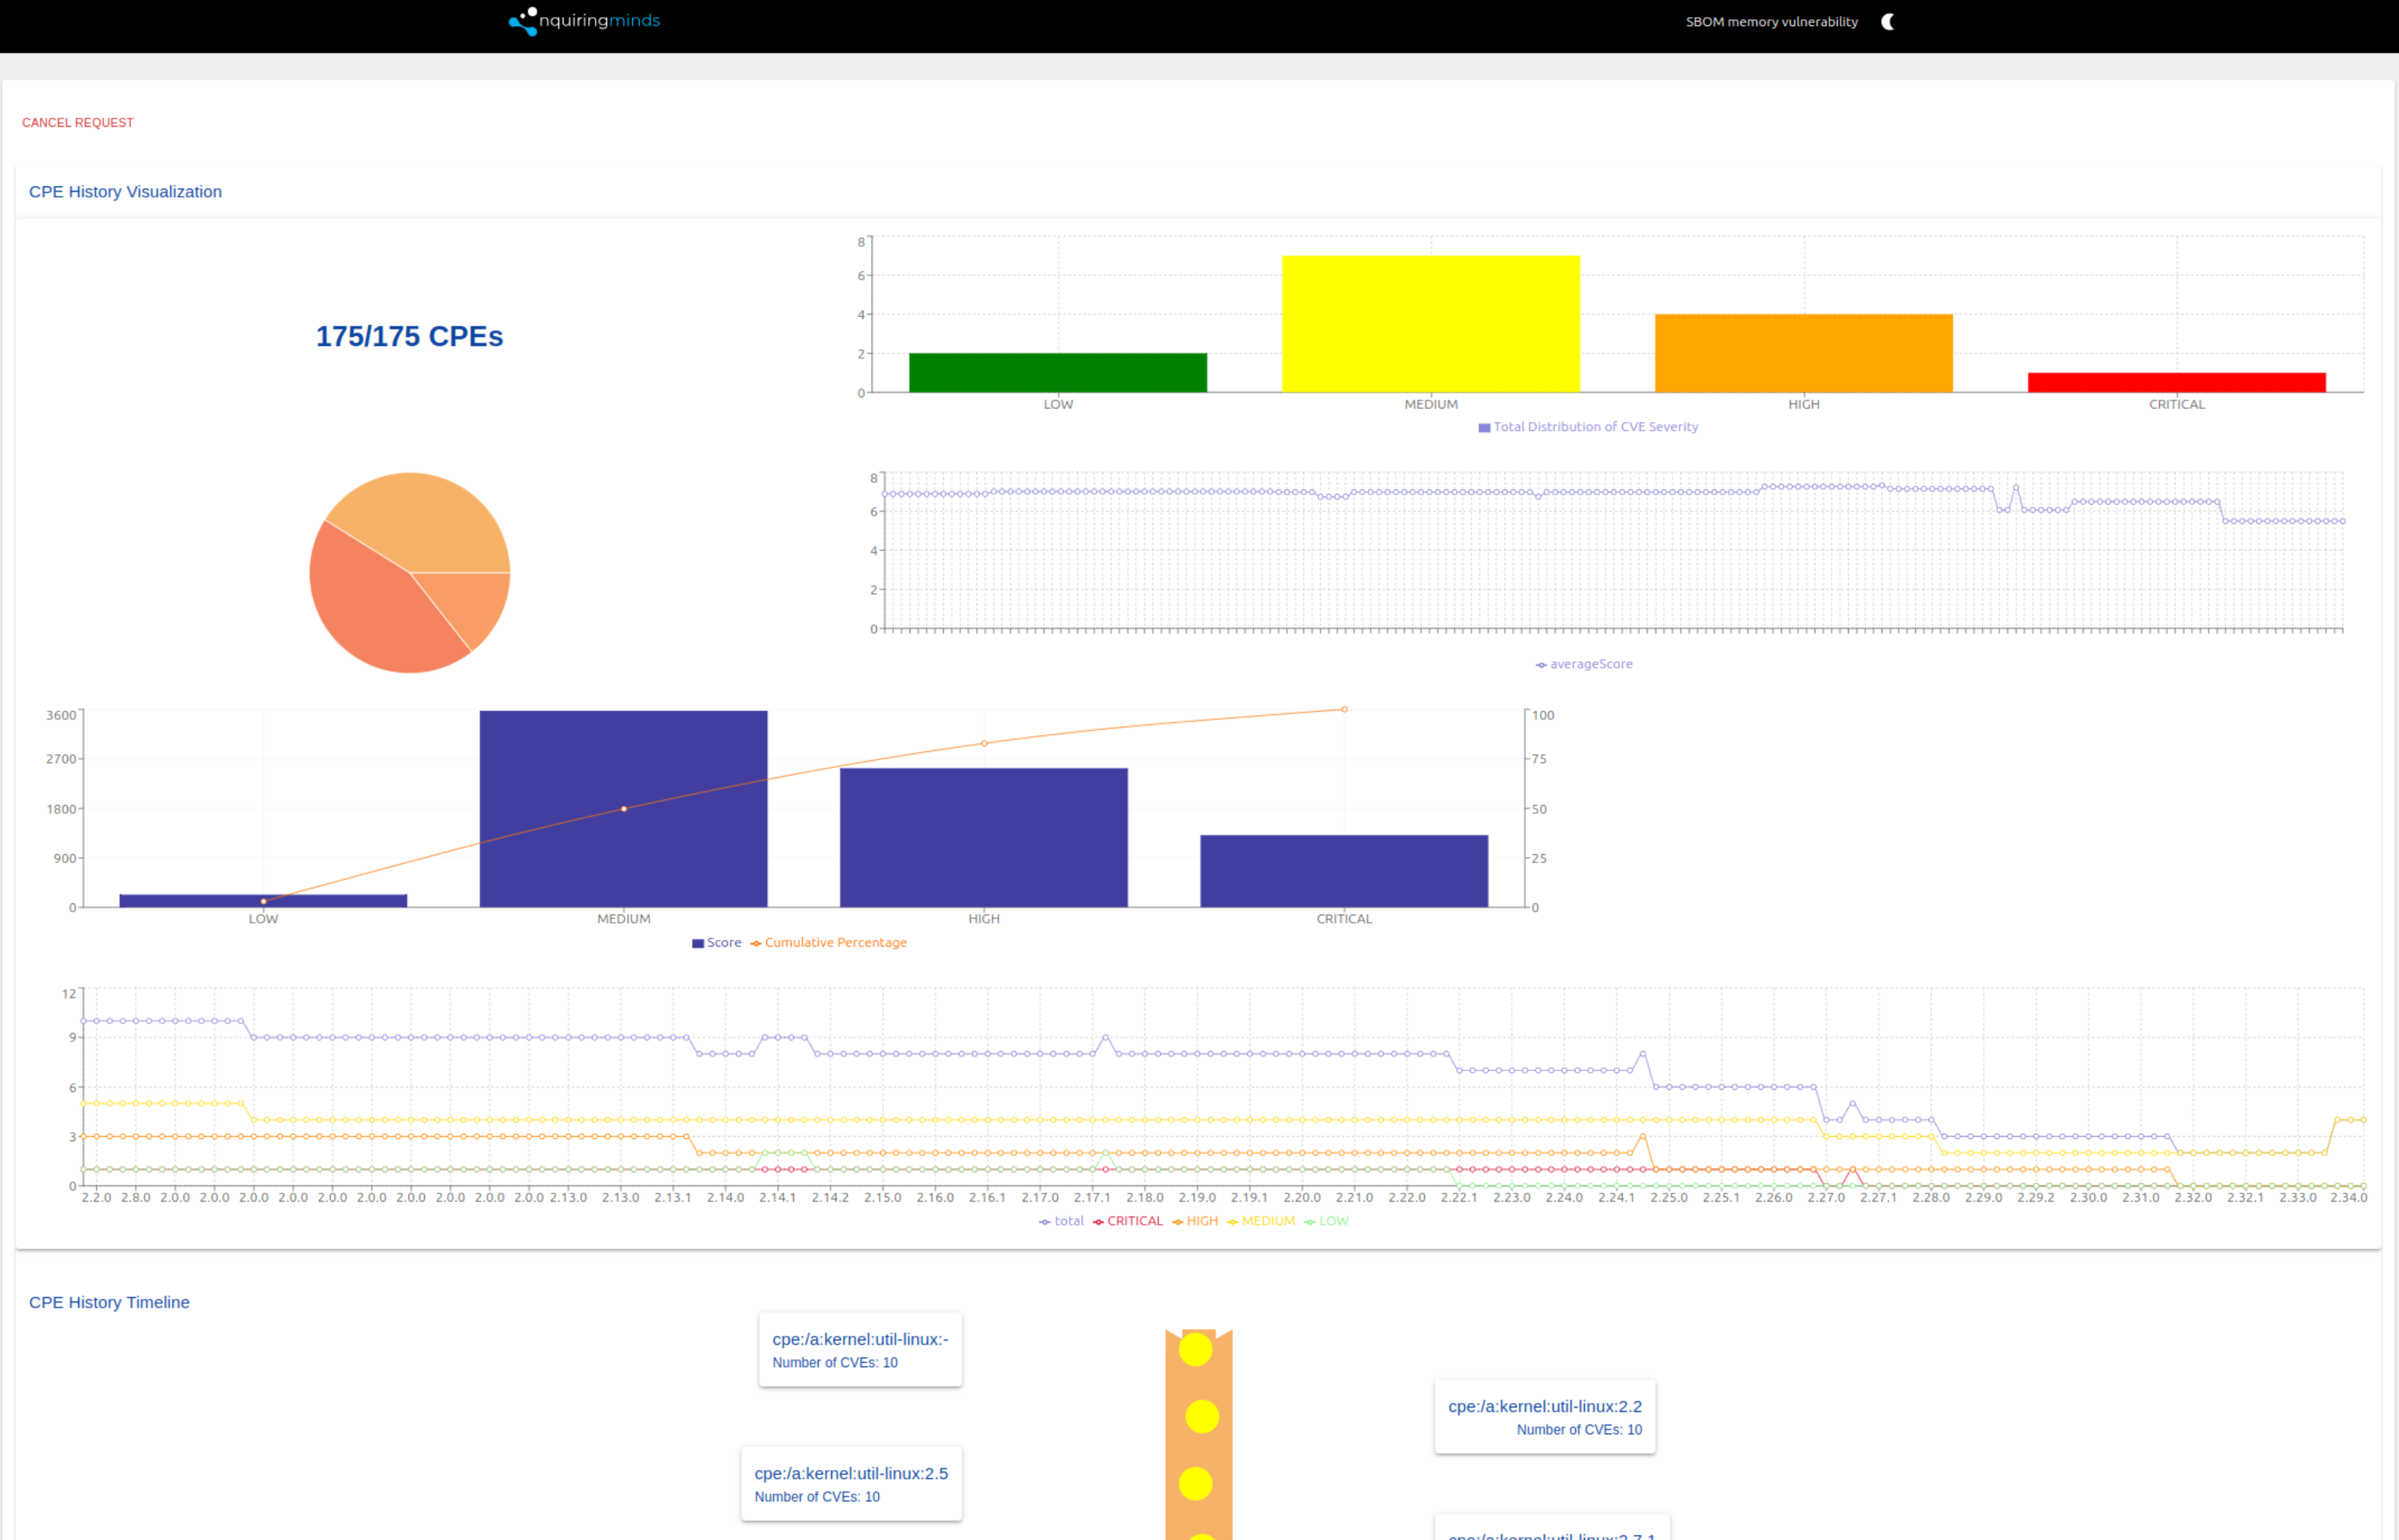 nquiringminds
SBOM memory vulnerability
CANCEL REQUEST
CPE History Visualization
175/175 CPEs
8
6
4
2
0
LOW MEDIUM HIGH CRITICAL
Total Distribution of CVE Severity
8
6
4
2
0
averageScore
3600
2700
1800
900
0
100
75
50
25
0
LOW MEDIUM HIGH CRITICAL
Score Cumulative Percentage
12
9
6
3
0
2.2.0 2.8.0 2.0.0 2.0.0 2.0.0 2.0.0 2.0.0 2.0.0 2.0.0 2.0.0 2.0.0 2.0.0 2.13.0 2.13.0 2.13.1 2.14.0 2.14.1 2.14.2 2.15.0 2.16.0 2.16.1 2.17.0 2.17.1 2.18.0 2.19.0 2.19.1 2.20.0 2.21.0 2.22.0 2.22.1 2.23.0 2.24.0 2.24.1 2.25.0 2.25.1 2.26.0 2.27.0 2.27.1 2.28.0 2.29.0 2.29.2 2.30.0 2.31.0 2.32.0 2.32.1 2.33.0 2.34.0
total CRITICAL HIGH MEDIUM LOW
CPE History Timeline
cpe:/a:kernel:util-linux:-
Number of CVEs: 10
cpe:/a:kernel:util-linux:2.2
Number of CVEs: 10
cpe:/a:kernel:util-linux:2.5
Number of CVEs: 10
cpe:/a:kernel:util-linux:2.7.1